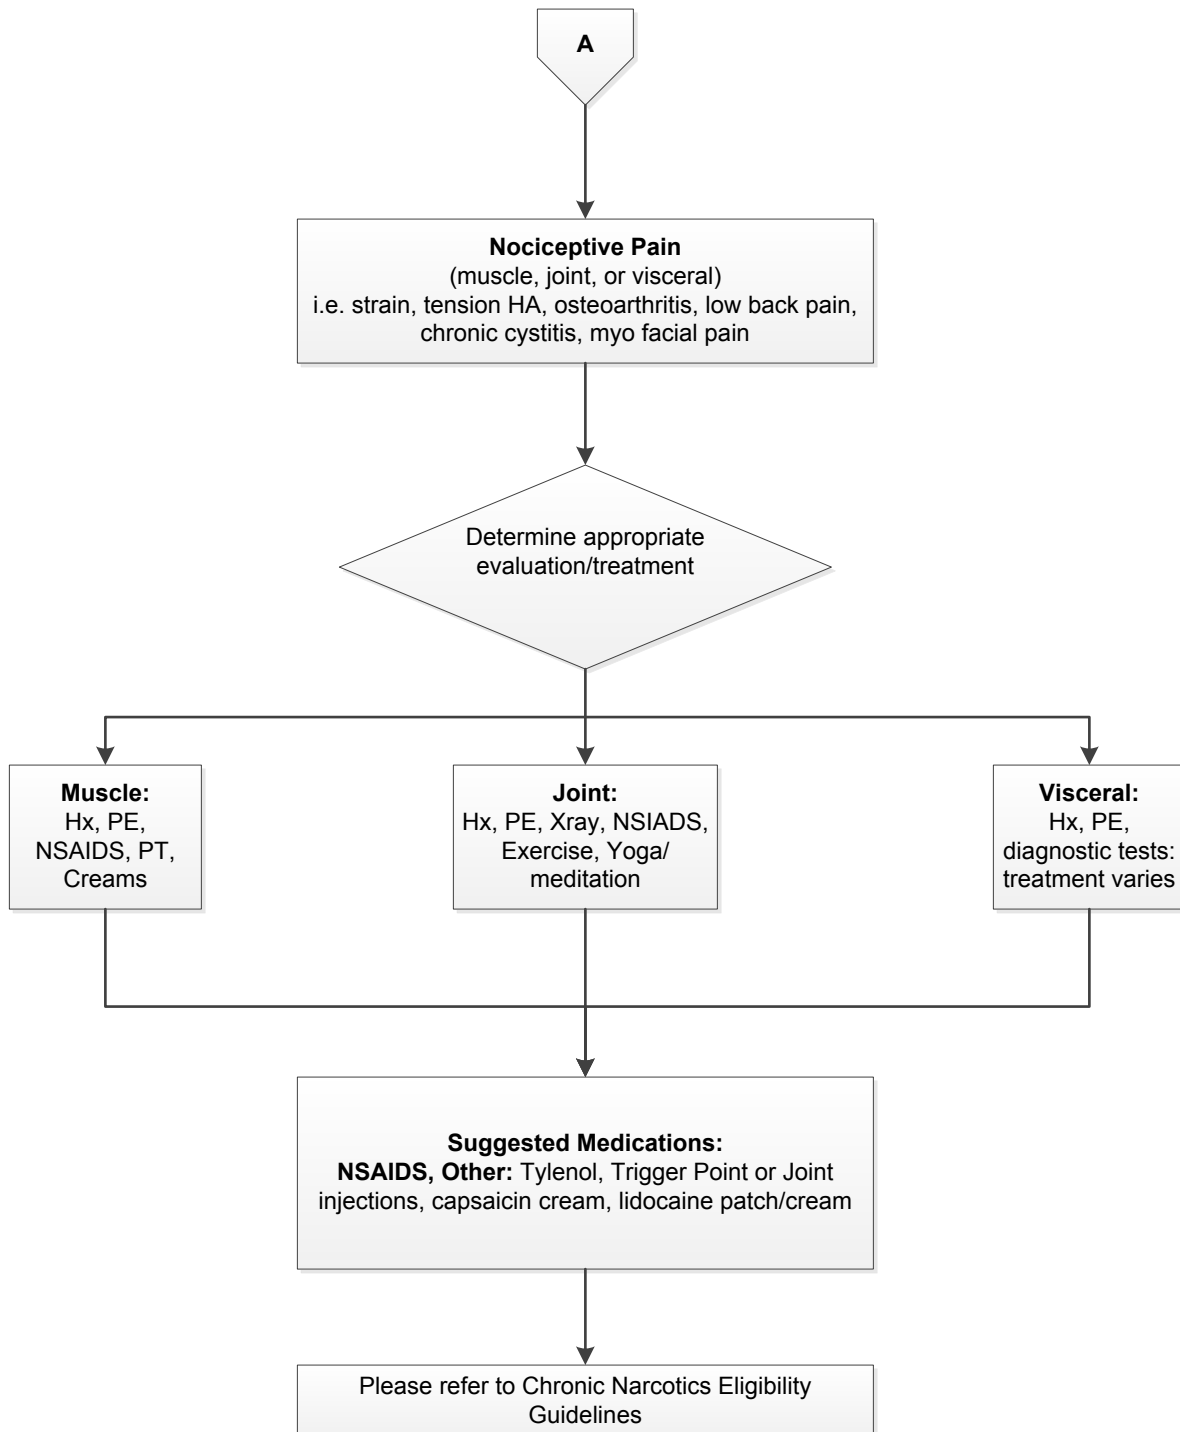 A
Nociceptive Pain
(muscle, joint, or visceral)
i.e. strain, tension HA, osteoarthritis, low back pain,
chronic cystitis, myo facial pain
Determine appropriate
evaluation/treatment
Muscle:
Hx, PE,
NSAIDS, PT,
Creams
Joint:
Hx, PE, Xray, NSIADS,
Exercise, Yoga/
meditation
Visceral:
Hx, PE,
diagnostic tests:
treatment varies
Suggested Medications:
NSAIDS, Other: Tylenol, Trigger Point or Joint
injections, capsaicin cream, lidocaine patch/cream
Please refer to Chronic Narcotics Eligibility
Guidelines